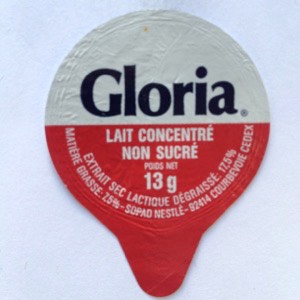 Gloria®
LAIT CONCENTRÉ
NON SUCRÉ
POIDS NET
13 g
EXTRAIT SEC LACTIQUE DÉGRAISSÉ: 17,5%
MATIÈRE GRASSE: 7,5% - SOPAD NESTLÉ - 92414 COURBEVOIE CEDEX